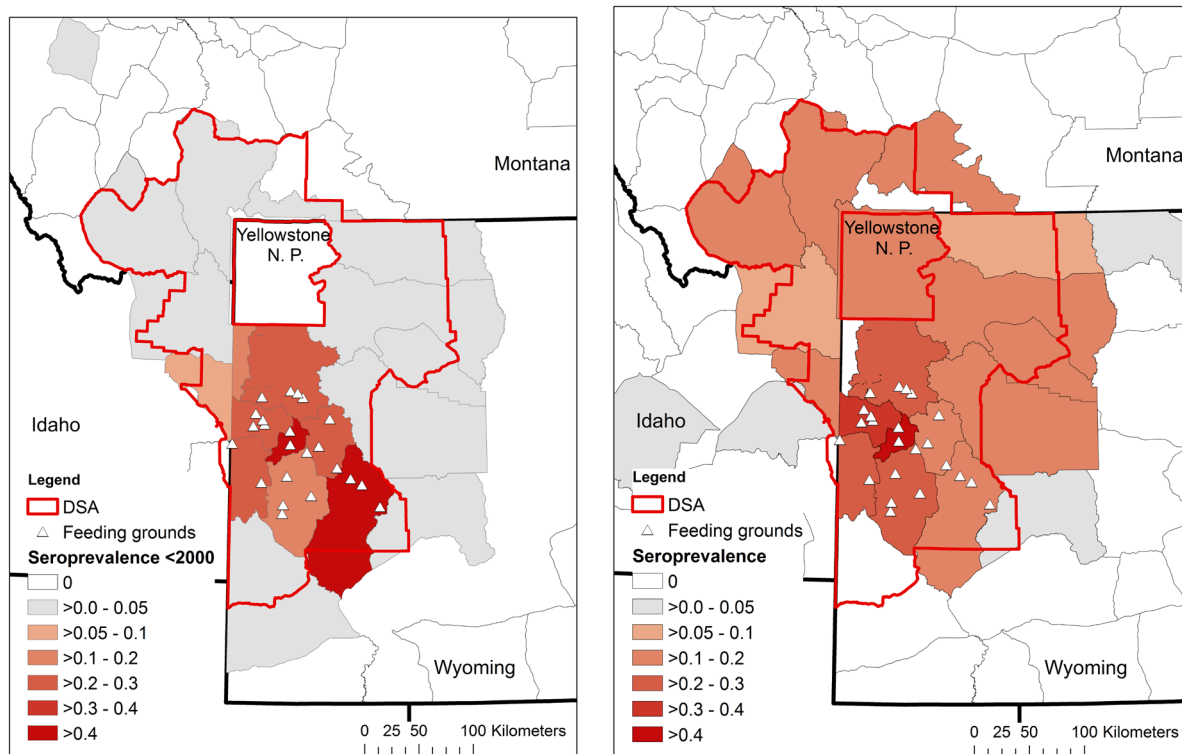 Montana
Yellowstone
N. P.
Idaho
Legend
DSA
Feeding grounds
Seroprevalence <2000
0
>0.0 - 0.05
>0.05 - 0.1
>0.1 - 0.2
>0.2 - 0.3
>0.3 - 0.4
>0.4
Wyoming
0 25 50 100 Kilometers
Montana
Yellowstone
N. P.
Idaho
Legend
DSA
Feeding grounds
Seroprevalence
0
>0.0 - 0.05
>0.05 - 0.1
>0.1 - 0.2
>0.2 - 0.3
>0.3 - 0.4
>0.4
Wyoming
0 25 50 100 Kilometers